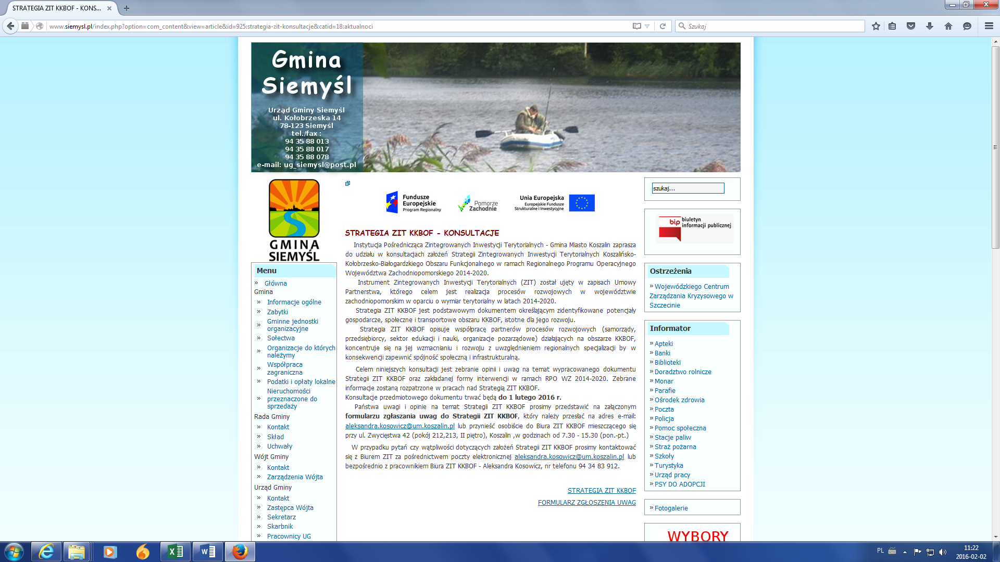 STRATEGIA ZIT KKBOF - KONS...
www.siemysl.pl/index.php?option=com_content&view=article&id=925:strategia-zit-konsultacje&catid=18:aktualnoci
Szukaj
Gmina
Siemyśl
Urząd Gminy Siemyśl
ul. Kołobrzeska 14
78-123 Siemyśl
tel./fax :
94 35 88 013
94 35 88 017
94 35 88 078
e-mail: ug_siemysl@post.pl
GMINA
SIEMYŚL
Menu
Główna
Gmina
Informacje ogólne
Zabytki
Gminne jednostki
organizacyjne
Sołectwa
Organizacje do których
należymy
Współpraca
zagraniczna
Podatki i opłaty lokalne
Nieruchomości
przeznaczone do
sprzedaży
Rada Gminy
Kontakt
Skład
Uchwały
Wójt Gminy
Kontakt
Zarządzenia Wójta
Urząd Gminy
Kontakt
Zastępca Wójta
Sekretarz
Skarbnik
Pracownicy UG
Fundusze
Europejskie
Program Regionalny
Pomorze
Zachodnie
Unia Europejska
Europejskie Fundusze
Strukturalne i Inwestycyjne
STRATEGIA ZIT KKBOF - KONSULTACJE
Instytucja Pośrednicząca Zintegrowanych Inwestycji Terytorialnych - Gmina Miasto Koszalin zaprasza
do udziału w konsultacjach założeń Strategii Zintegrowanych Inwestycji Terytorialnych Koszalińsko-
Kołobrzesko-Białogardzkiego Obszaru Funkcjonalnego w ramach Regionalnego Programu Operacyjnego
Województwa Zachodniopomorskiego 2014-2020.
Instrument Zintegrowanych Inwestycji Terytorialnych (ZIT) został ujęty w zapisach Umowy
Partnerstwa, którego celem jest realizacja procesów rozwojowych w województwie
zachodniopomorskim w oparciu o wymiar terytorialny w latach 2014-2020.
Strategia ZIT KKBOF jest podstawowym dokumentem określającym zidentyfikowane potencjały
gospodarcze, społeczne i transportowe obszaru KKBOF, istotne dla jego rozwoju.
Strategia ZIT KKBOF opisuje współpracę partnerów procesów rozwojowych (samorządy,
przedsiębiorcy, sektor edukacji i nauki, organizacje pozarządowe) działających na obszarze KKBOF,
koncentruje się na jej wzmacnianiu i rozwoju z uwzględnieniem regionalnych specjalizacji by w
konsekwencji zapewnić spójność społeczną i infrastrukturalną.
Celem niniejszych konsultacji jest zebranie opinii i uwag na temat wypracowanego dokumentu
Strategii ZIT KKBOF oraz zakładanej formy interwencji w ramach RPO WZ 2014-2020. Zebrane
informacje zostaną rozpatrzone w pracach nad Strategią ZIT KKBOF.
Konsultacje przedmiotowego dokumentu trwać będą do 1 lutego 2016 r.
Państwa uwagi i opinie na temat Strategii ZIT KKBOF prosimy przedstawić na załączonym
formularzu zgłaszania uwag do Strategii ZIT KKBOF, który należy przesłać na adres e-mail:
aleksandra.kosowicz@um.koszalin.pl lub przynieść osobiście do Biura ZIT KKBOF mieszczącego się
przy ul. Zwycięstwa 42 (pokój 212,213, II piętro), Koszalin ,w godzinach od 7.30 - 15.30 (pon.-pt.)
W przypadku pytań czy wątpliwości dotyczących założeń Strategii ZIT KKBOF prosimy kontaktować
się z Biurem ZIT za pośrednictwem poczty elektronicznej aleksandra.kosowicz@um.koszalin.pl lub
bezpośrednio z pracownikiem Biura ZIT KKBOF - Aleksandra Kosowicz, nr telefonu 94 34 83 912.
STRATEGIA ZIT KKBOF
FORMULARZ ZGŁOSZENIA UWAG
szukaj...
bip biuletyn
informacji publicznej
Ostrzeżenia
Wojewódzkiego Centrum
Zarządzania Kryzysowego w
Szczecinie
Informator
Apteki
Banki
Biblioteki
Doradztwo rolnicze
Monar
Parafie
Ośrodek zdrowia
Poczta
Policja
Pomoc społeczna
Stacje paliw
Straż pożarna
Szkoły
Turystyka
Urząd pracy
PSY DO ADOPCJI
Fotogalerie
WYBORY
PL
11:22
2016-02-02